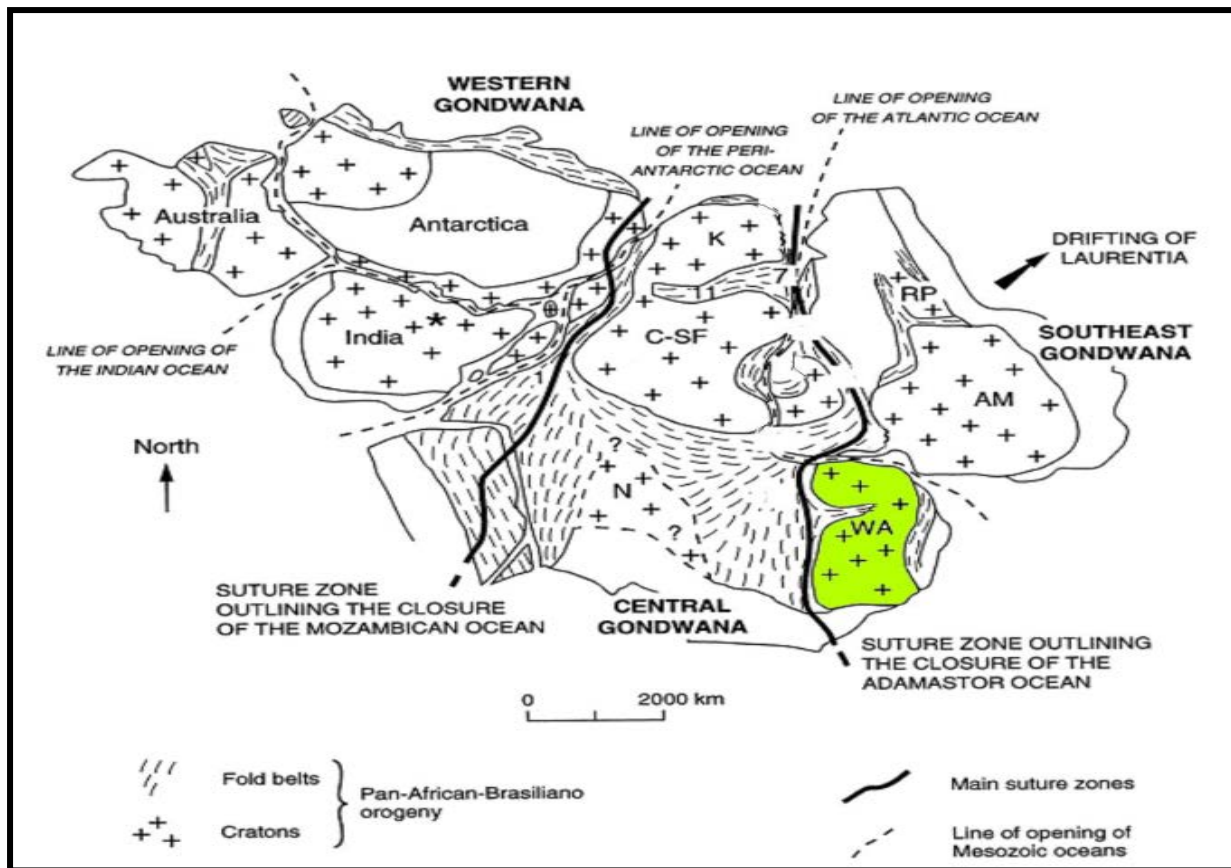 WESTERN
GONDWANA
LINE OF OPENING
OF THE ATLANTIC OCEAN
LINE OF OPENING
OF THE PERI-
ANTARCTIC OCEAN
Australia
Antarctica
K
7
11
DRIFTING OF
LAURENTIA
RP
India
C-SF
SOUTHEAST
GONDWANA
LINE OF OPENING OF
THE INDIAN OCEAN
1
AM
North
?
N
?
WA
SUTURE ZONE
OUTLINING THE CLOSURE
OF THE MOZAMBICAN OCEAN
CENTRAL
GONDWANA
SUTURE ZONE OUTLINING
THE CLOSURE OF THE
ADAMASTOR OCEAN
0 2000 km
Fold belts
Cratons
Pan-African-Brasiliano
orogeny
Main suture zones
Line of opening of
Mesozoic oceans